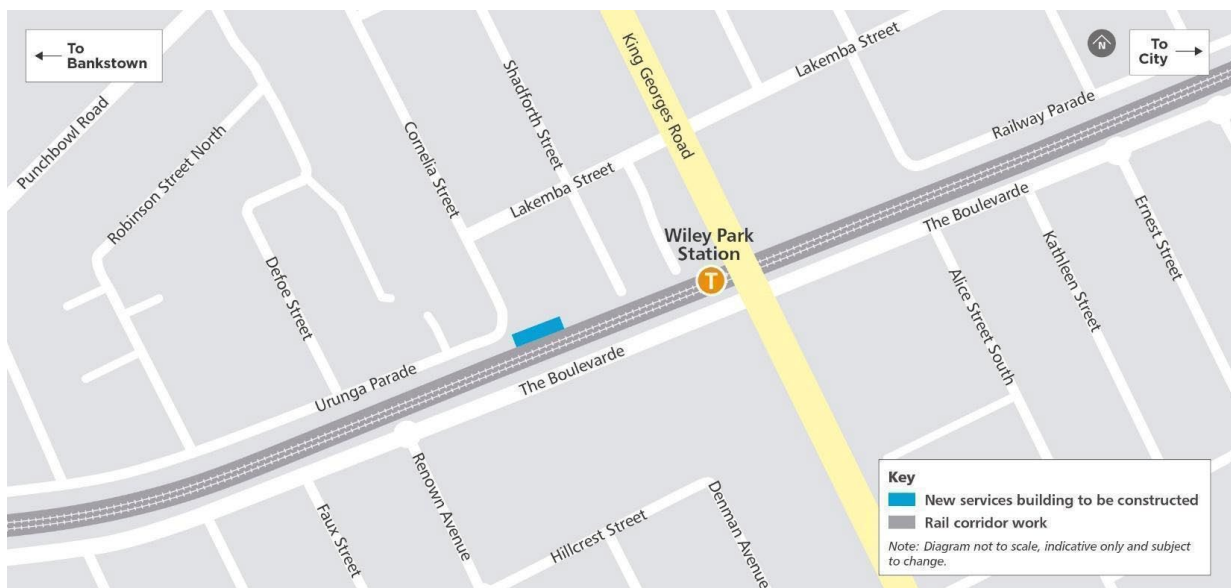 To
Bankstown
Punchbowl Road
Robinson Street North
Defoe Street
Cornelia Street
Shadforth Street
Lakemba Street
King Georges Road
Lakemba Street
N
To
City
Railway Parade
Wiley Park
Station
T
The Boulevarde
Ernest Street
Kathleen Street
Alice Street South
Urunga Parade
The Boulevarde
Renown Avenue
Faux Street
Hillcrest Street
Denman Avenue
Key
New services building to be constructed
Rail corridor work
Note: Diagram not to scale, indicative only and subject
to change.